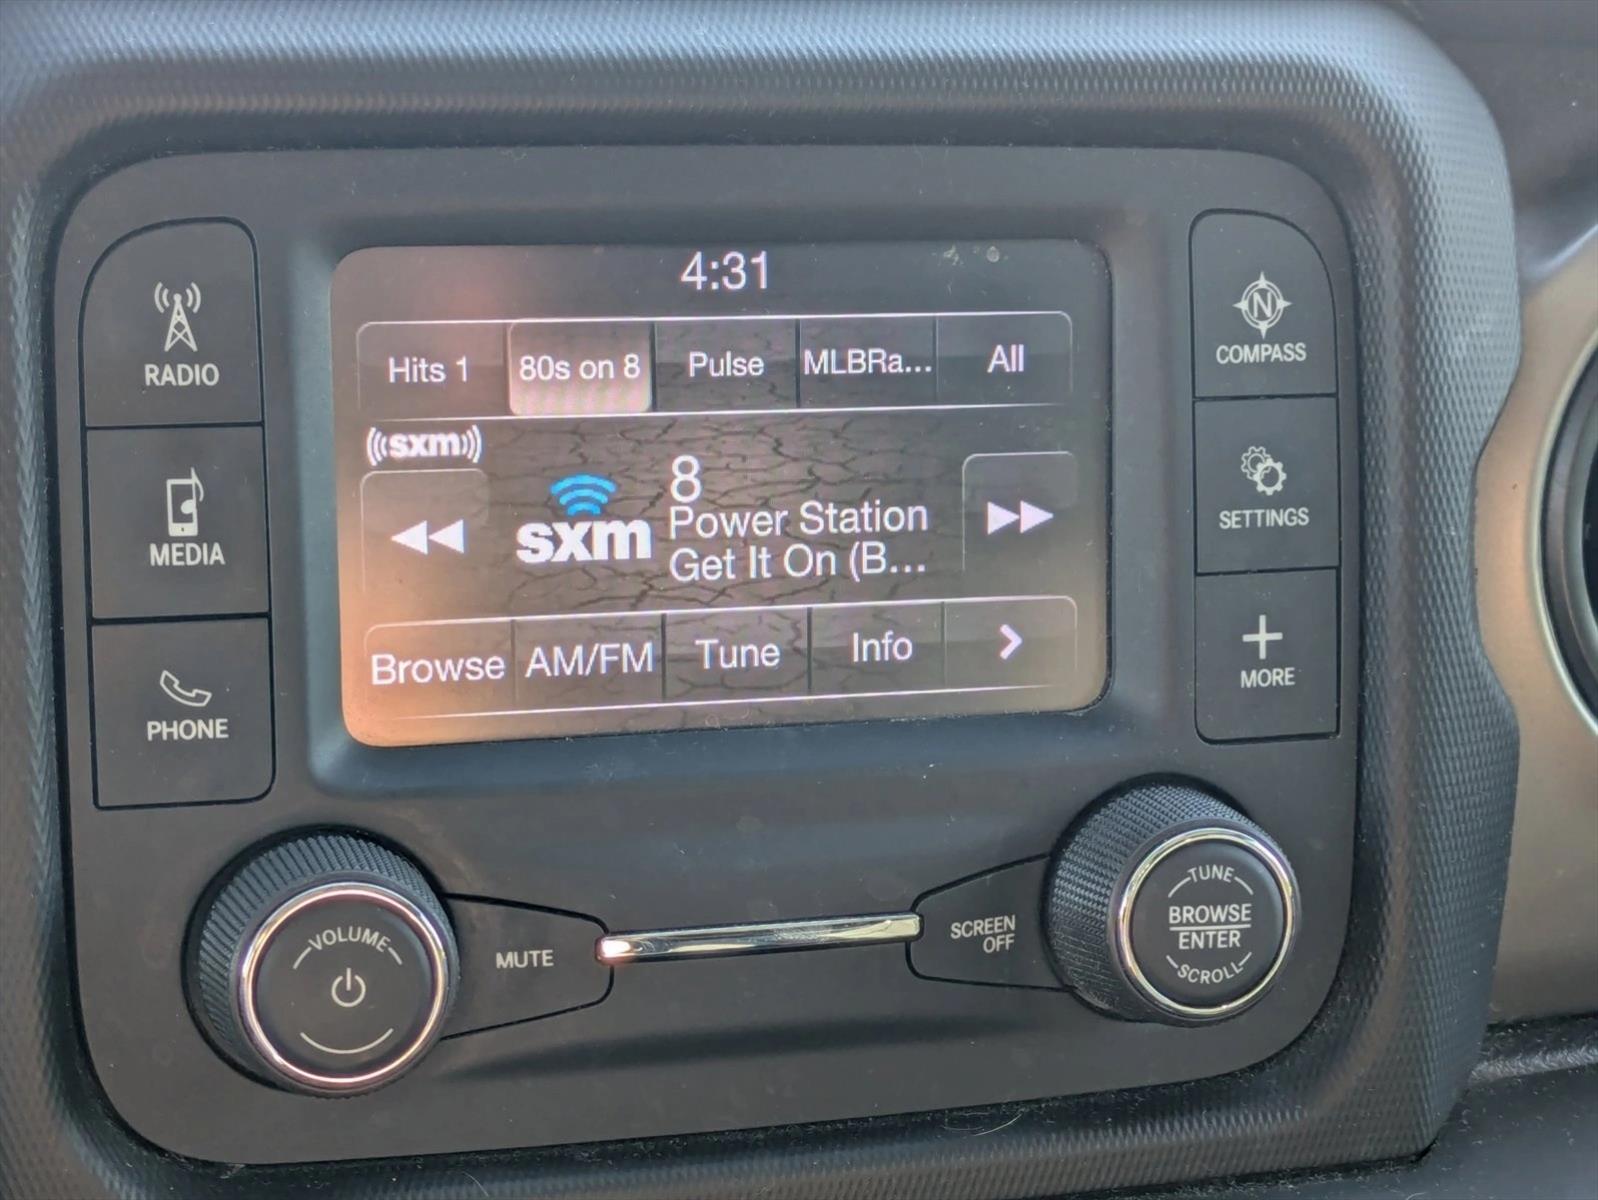 4:31
Hits 1
80s on 8
Pulse
MLBRa...
All
sxm
sxm
8
Power Station
Get It On (B...
Browse
AM/FM
Tune
Info
RADIO
MEDIA
PHONE
N
COMPASS
SETTINGS
MORE
VOLUME
MUTE
SCREEN
OFF
TUNE
BROWSE
ENTER
SCROLL